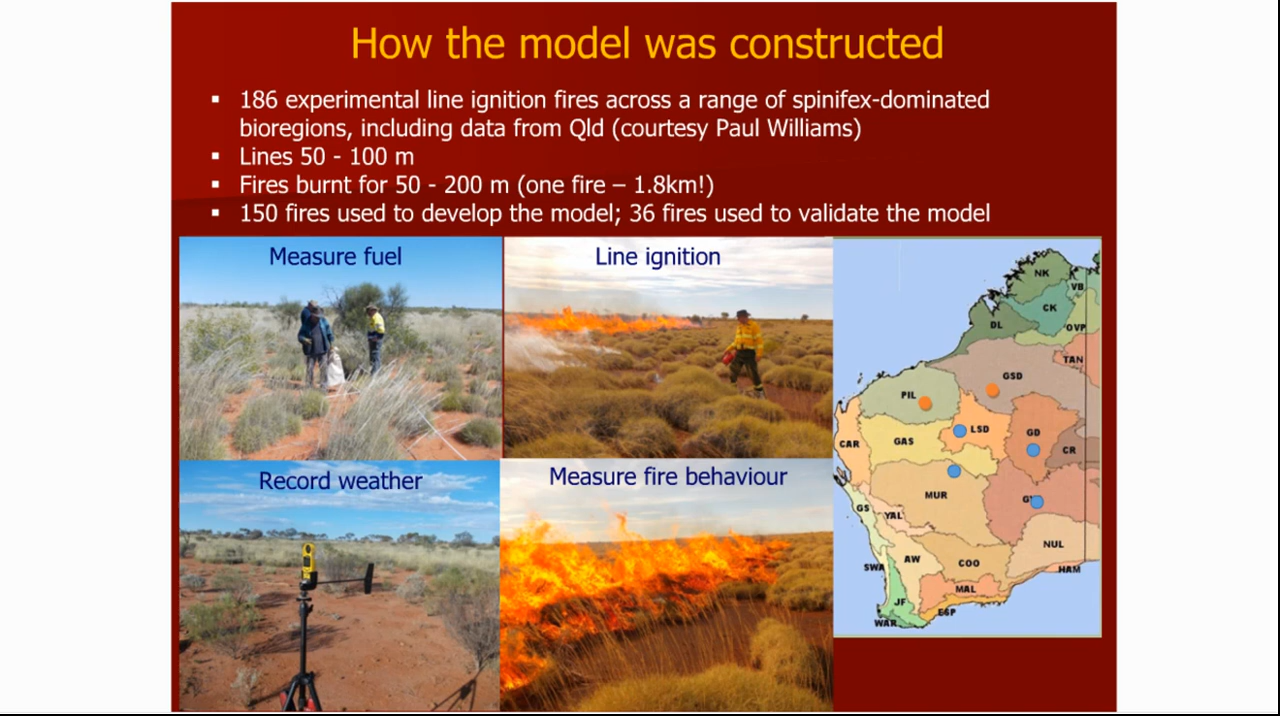 How the model was constructed
▪ 186 experimental line ignition fires across a range of spinifex-dominated
bioregions, including data from Qld (courtesy Paul Williams)
▪ Lines 50 - 100 m
▪ Fires burnt for 50 - 200 m (one fire – 1.8km!)
▪ 150 fires used to develop the model; 36 fires used to validate the model
Measure fuel
Line ignition
Record weather
Measure fire behaviour
NK
VB
CK
DL
OVP
TAN
GSD
PIL
LSD
GD
CAR
GAS
CR
MUR
GS
YAL
NUL
AW
COO
SWA
HAM
MAL
JF
ESP
WAR